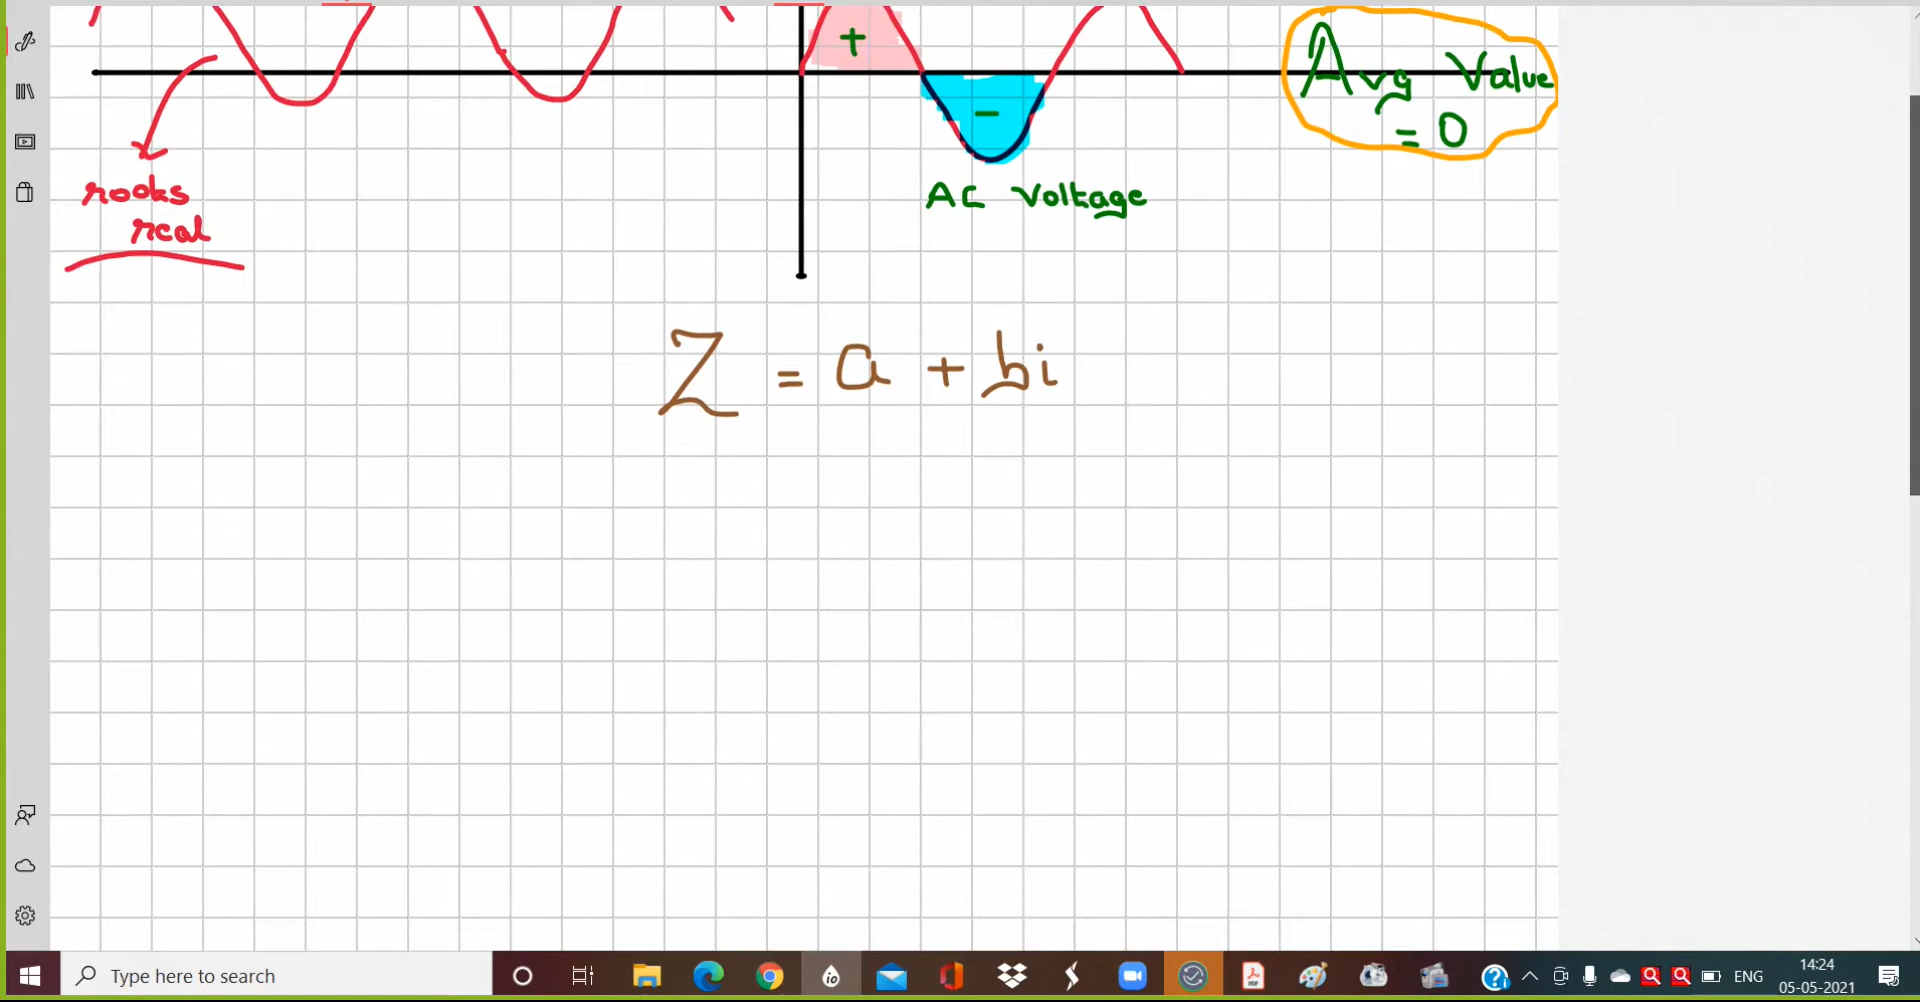 +
Avg Value
= 0
-
rooks
real
AC Voltage
Z = a + bi
Type here to search
ENG
14:24
05-05-2021